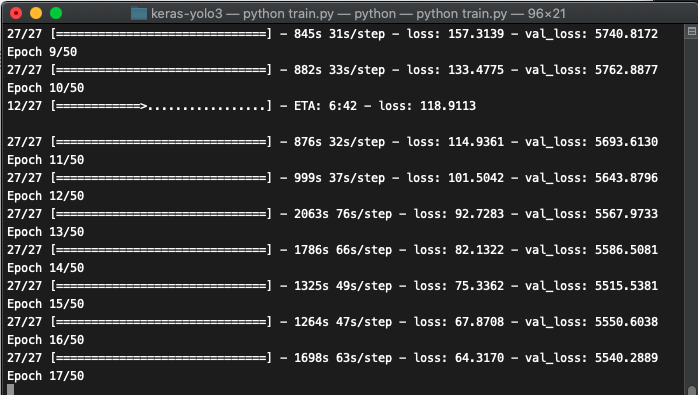 keras-yolo3 — python train.py — python — python train.py — 96×21
27/27 [==============================] - 845s 31s/step - loss: 157.3139 - val_loss: 5740.8172
Epoch 9/50
27/27 [==============================] - 882s 33s/step - loss: 133.4775 - val_loss: 5762.8877
Epoch 10/50
12/27 [============>.................] - ETA: 6:42 - loss: 118.9113
27/27 [==============================] - 876s 32s/step - loss: 114.9361 - val_loss: 5693.6130
Epoch 11/50
27/27 [==============================] - 999s 37s/step - loss: 101.5042 - val_loss: 5643.8796
Epoch 12/50
27/27 [==============================] - 2063s 76s/step - loss: 92.7283 - val_loss: 5567.9733
Epoch 13/50
27/27 [==============================] - 1786s 66s/step - loss: 82.1322 - val_loss: 5586.5081
Epoch 14/50
27/27 [==============================] - 1325s 49s/step - loss: 75.3362 - val_loss: 5515.5381
Epoch 15/50
27/27 [==============================] - 1264s 47s/step - loss: 67.8708 - val_loss: 5550.6038
Epoch 16/50
27/27 [==============================] - 1698s 63s/step - loss: 64.3170 - val_loss: 5540.2889
Epoch 17/50